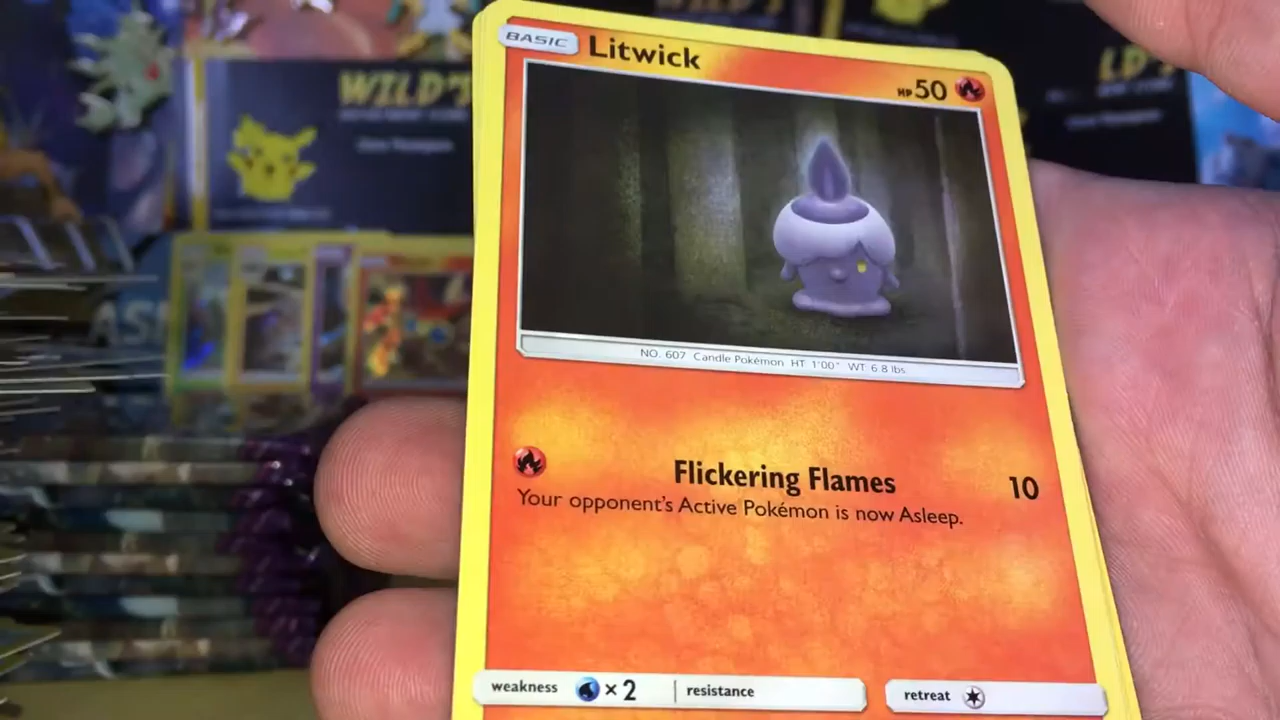 WILD'
LD'
BASIC Litwick
HP 50
NO. 607 Candle Pokémon HT 1'00" WT 6.8 lbs
Flickering Flames 10
Your opponent's Active Pokémon is now Asleep.
weakness × 2 resistance retreat